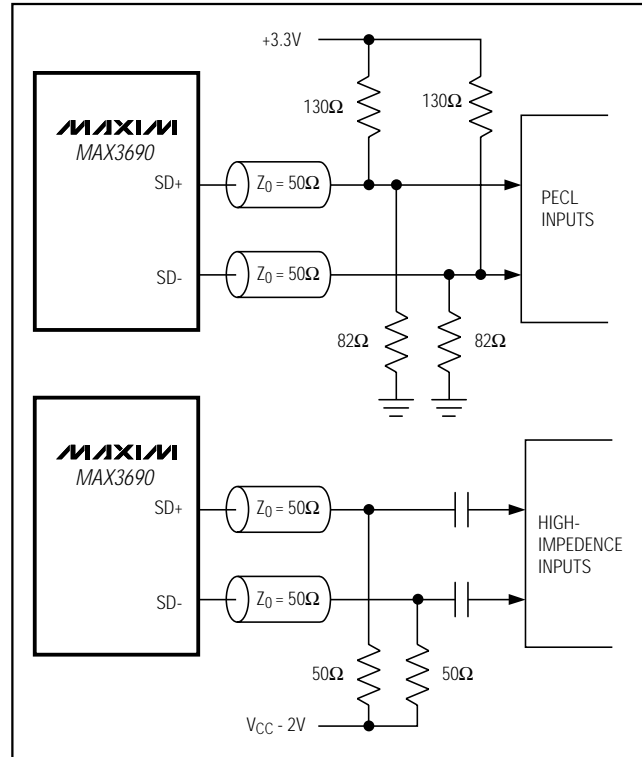 +3.3V
130Ω
130Ω
MAXIM
MAX3690
SD+
Z0 = 50Ω
PECL
INPUTS
SD-
Z0 = 50Ω
82Ω
82Ω
MAXIM
MAX3690
SD+
Z0 = 50Ω
HIGH-
IMPEDENCE
INPUTS
SD-
Z0 = 50Ω
50Ω
50Ω
VCC - 2V